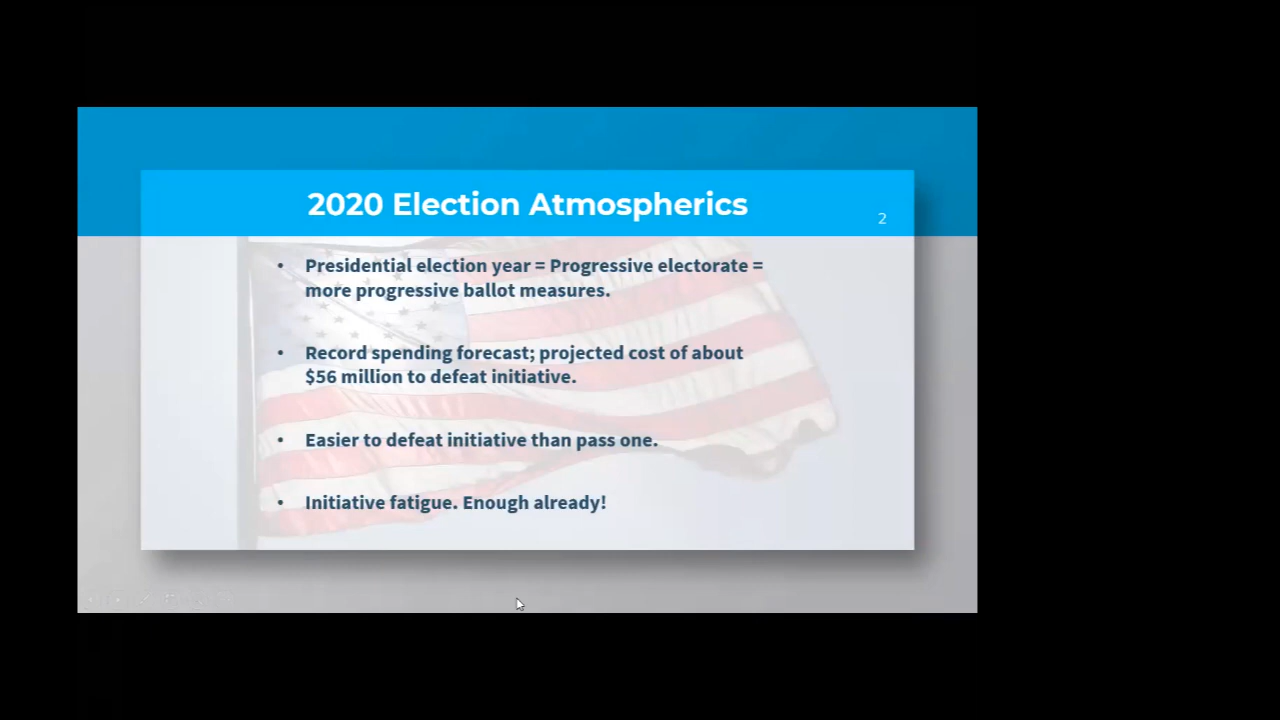 2020 Election Atmospherics
2
• Presidential election year = Progressive electorate =
more progressive ballot measures.
• Record spending forecast; projected cost of about
$56 million to defeat initiative.
• Easier to defeat initiative than pass one.
• Initiative fatigue. Enough already!